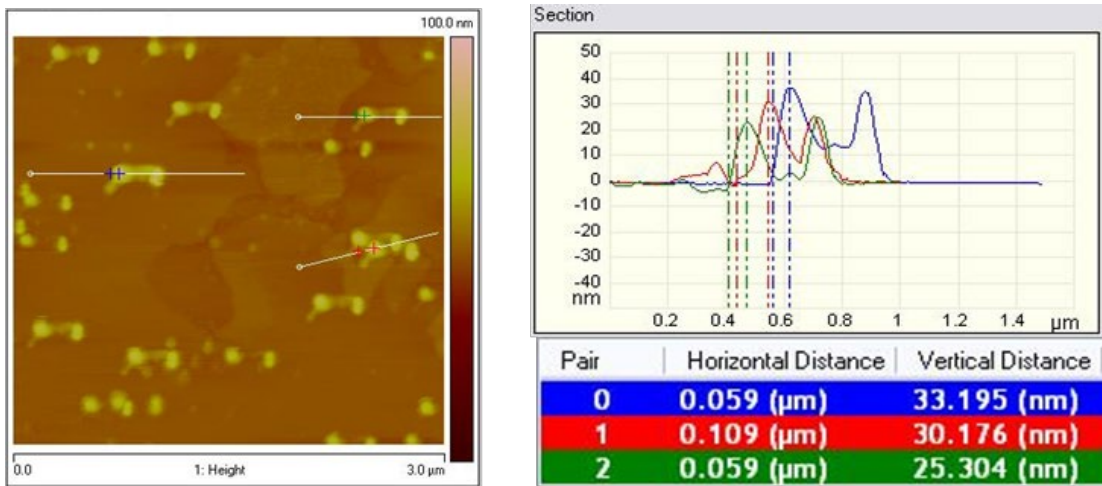 100.0 nm
0.0 1: Height 3.0 µm
Section
50
40
30
20
10
0
-10
-20
-30
-40
nm
0.2 0.4 0.6 0.8 1 1.2 1.4 µm
Pair Horizontal Distance Vertical Distance
0 0.059 (µm) 33.195 (nm)
1 0.109 (µm) 30.176 (nm)
2 0.059 (µm) 25.304 (nm)